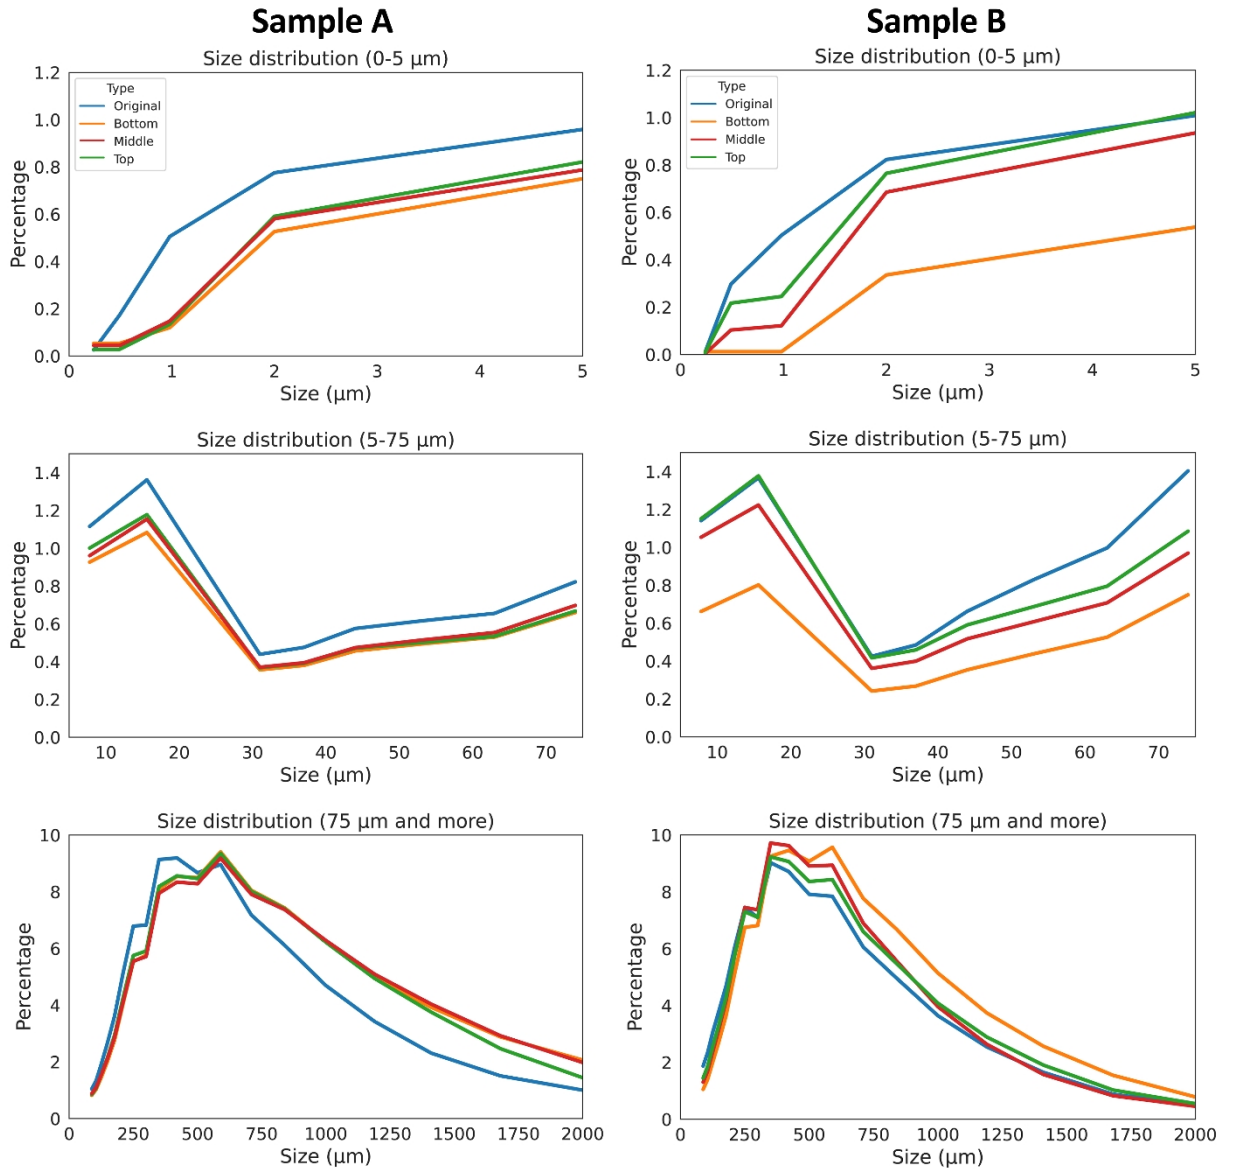 Sample A
Sample B
Size distribution (0-5 µm)
1.2
1.0
0.8
0.6
0.4
0.2
0.0
Percentage
Type
Original
Bottom
Middle
Top
0 1 2 3 4 5
Size (µm)
Size distribution (0-5 µm)
1.2
1.0
0.8
0.6
0.4
0.2
0.0
Percentage
Type
Original
Bottom
Middle
Top
0 1 2 3 4 5
Size (µm)
Size distribution (5-75 µm)
1.4
1.2
1.0
0.8
0.6
0.4
0.2
0.0
Percentage
10 20 30 40 50 60 70
Size (µm)
Size distribution (5-75 µm)
1.4
1.2
1.0
0.8
0.6
0.4
0.2
0.0
Percentage
10 20 30 40 50 60 70
Size (µm)
Size distribution (75 µm and more)
10
8
6
4
2
0
Percentage
0 250 500 750 1000 1250 1500 1750 2000
Size (µm)
Size distribution (75 µm and more)
10
8
6
4
2
0
Percentage
0 250 500 750 1000 1250 1500 1750 2000
Size (µm)